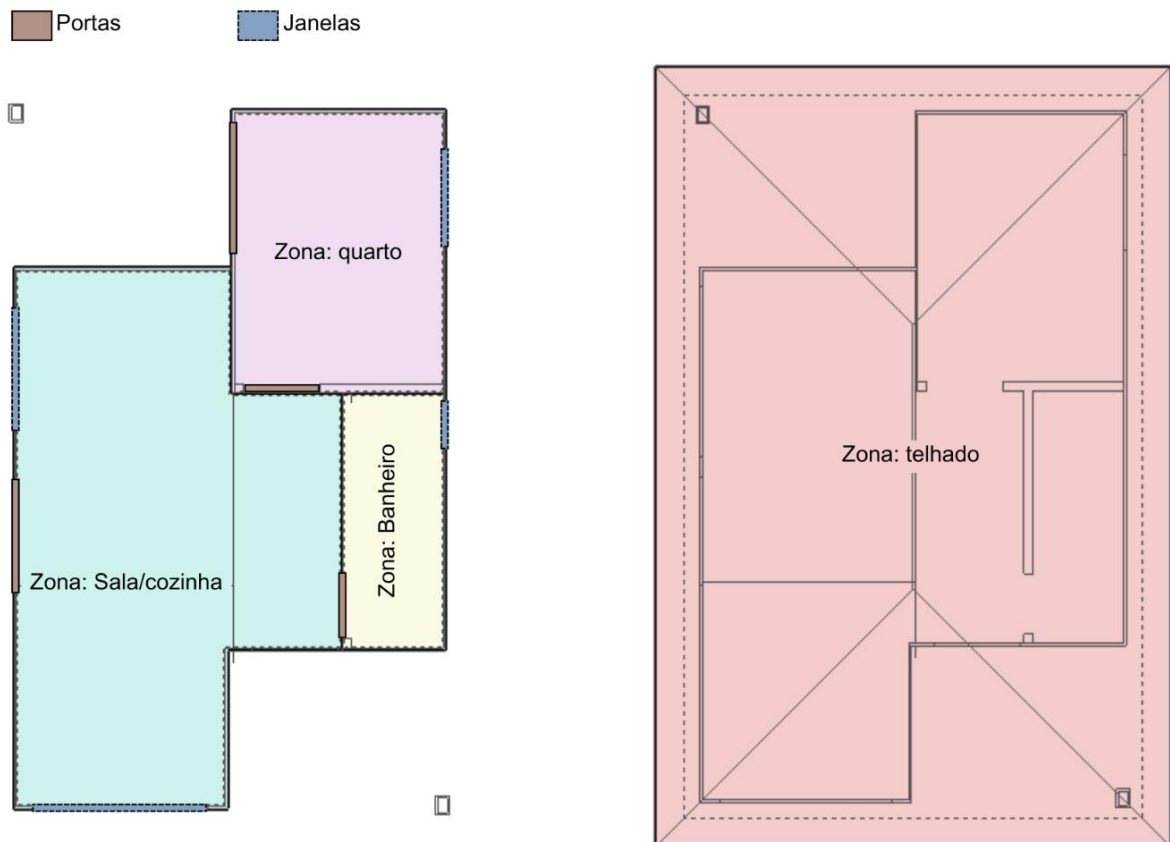 Portas
Janelas
Zona: quarto
Zona: Banheiro
Zona: Sala/cozinha
Zona: telhado